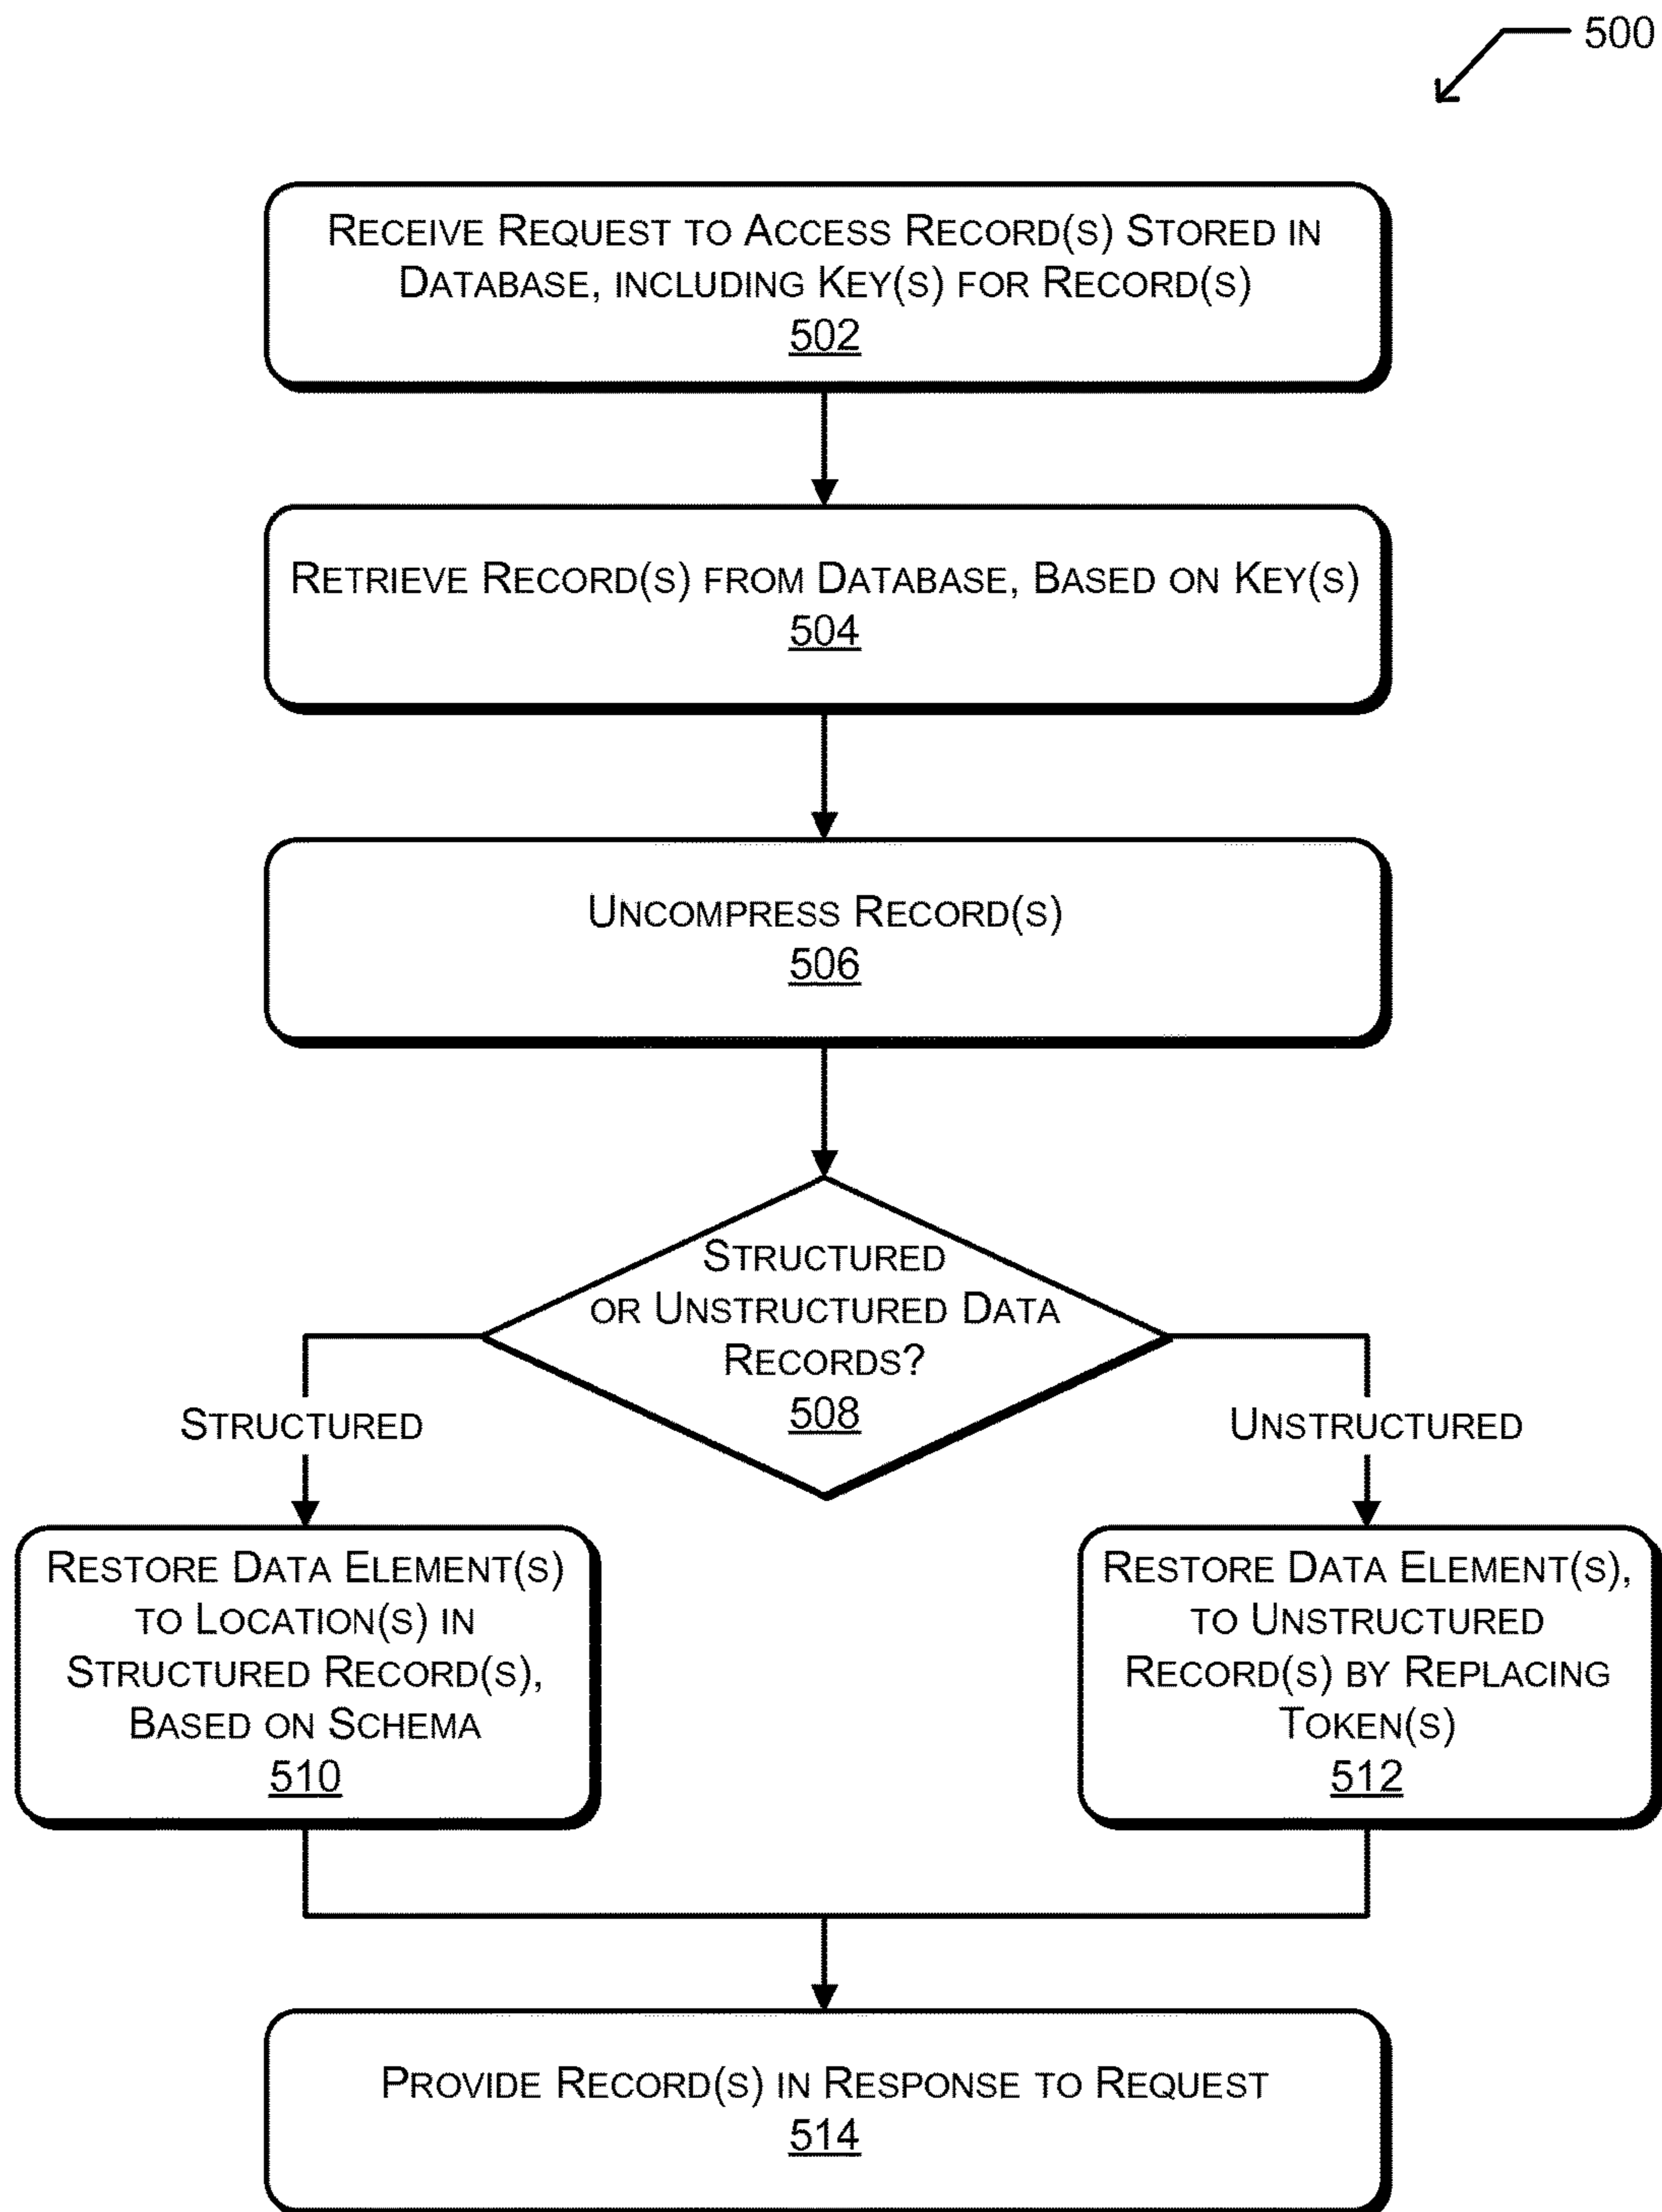 500
RECEIVE REQUEST TO ACCESS RECORD(S) STORED IN
DATABASE, INCLUDING KEY(S) FOR RECORD(S)
502
RETRIEVE RECORD(S) FROM DATABASE, BASED ON KEY(S)
504
UNCOMPRESS RECORD(S)
506
STRUCTURED
OR UNSTRUCTURED DATA
RECORDS?
508
STRUCTURED
UNSTRUCTURED
RESTORE DATA ELEMENT(S)
TO LOCATION(S) IN
STRUCTURED RECORD(S),
BASED ON SCHEMA
510
RESTORE DATA ELEMENT(S),
TO UNSTRUCTURED
RECORD(S) BY REPLACING
TOKEN(S)
512
PROVIDE RECORD(S) IN RESPONSE TO REQUEST
514